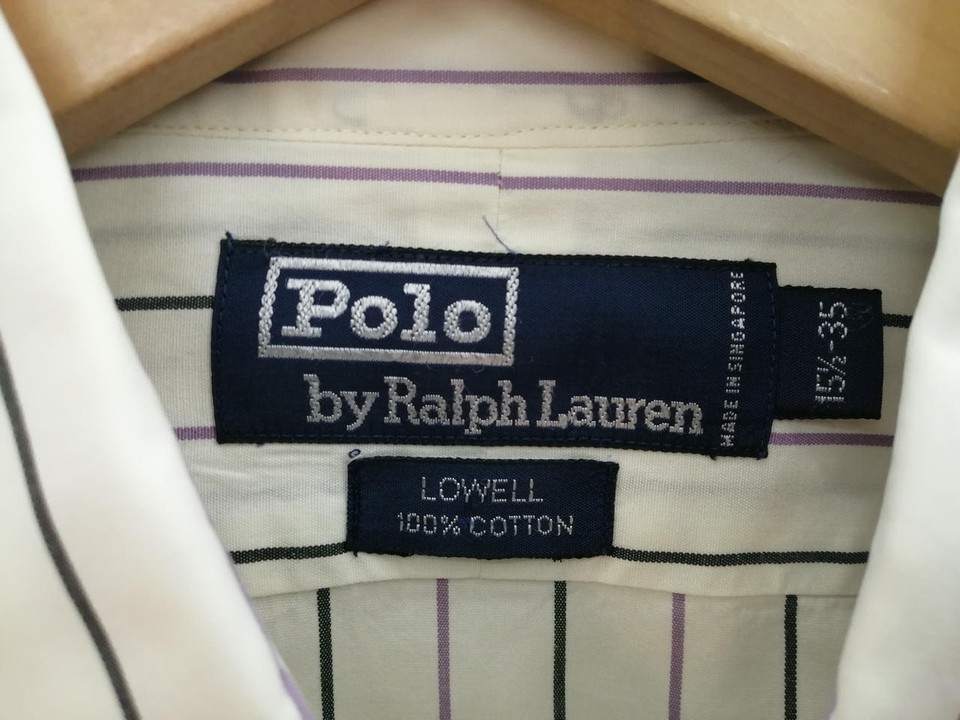 Polo
by Ralph Lauren
MADE IN SINGAPORE
15½-35
LOWELL
100% COTTON